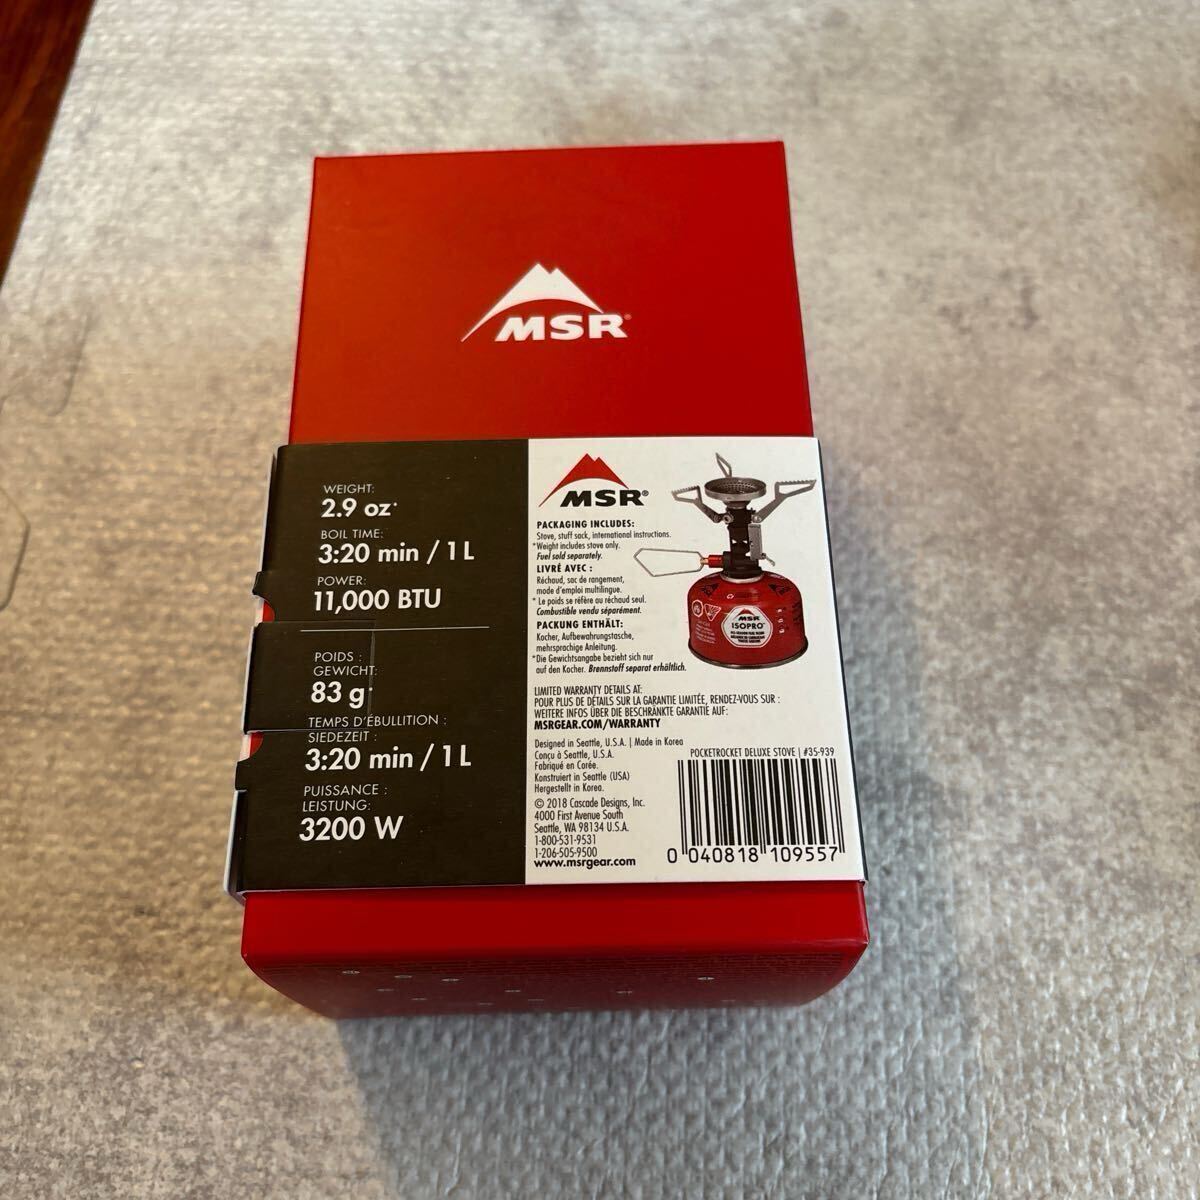 MSR®
WEIGHT:
2.9 oz*
BOIL TIME:
3:20 min / 1 L
POWER:
11,000 BTU
POIDS :
GEWICHT:
83 g*
TEMPS D'ÉBULLITION :
SIEDEZEIT :
3:20 min / 1 L
PUISSANCE :
LEISTUNG:
3200 W
MSR®
PACKAGING INCLUDES:
Stove, stuff sack, international instructions.
*Weight includes stove only.
Fuel sold separately.
LIVRÉ AVEC :
Réchaud, sac de rangement,
mode d'emploi multilingue.
* Le poids se réfère au réchaud seul.
Combustible vendu séparément.
PACKUNG ENTHÄLT:
Kocher, Aufbewahrungstasche,
mehrsprachige Anleitung.
*Die Gewichtsangabe bezieht sich nur
auf den Kocher. Brennstoff separat erhältlich.
MSR
ISOPRO™
LIMITED WARRANTY DETAILS AT:
POUR PLUS DE DÉTAILS SUR LA GARANTIE LIMITÉE, RENDEZ-VOUS SUR :
WEITERE INFOS ÜBER DIE BESCHRÄNKTE GARANTIE AUF:
MSRGEAR.COM/WARRANTY
Designed in Seattle, U.S.A. | Made in Korea
Conçu à Seattle, U.S.A.
Fabriqué en Corée.
Konstruiert in Seattle (USA)
Hergestellt in Korea.
© 2018 Cascade Designs, Inc.
4000 First Avenue South
Seattle, WA 98134 U.S.A.
1-800-531-9531
1-206-505-9500
www.msrgear.com
POCKETROCKET DELUXE STOVE | #35-939
0 040818 109557